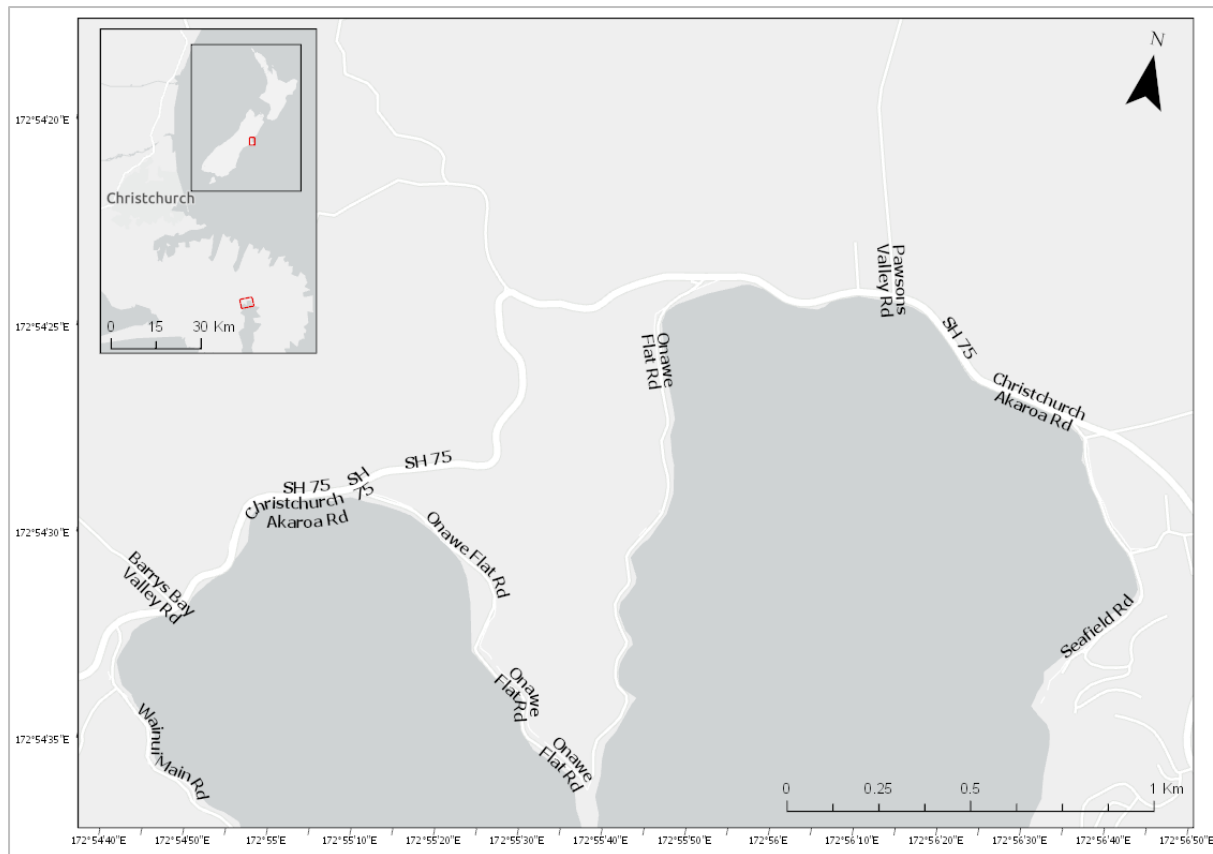 N
172°54'20"E
172°54'25"E
172°54'30"E
172°54'35"E
Christchurch
0 15 30 Km
Pawsons
Valley Rd
SH 75
Christchurch
Akaroa Rd
Onawe
Flat Rd
SH 75
SH
75
SH 75
Christchurch
Akaroa Rd
Onawe Flat Rd
Barrys Bay
Valley Rd
Seafield Rd
Onawe
Flat Rd
Onawe
Flat Rd
Wainui
Main Rd
0 0.25 0.5 1 Km
172°54'40"E 172°54'50"E 172°55'E 172°55'10"E 172°55'20"E 172°55'30"E 172°55'40"E 172°55'50"E 172°56'E 172°56'10"E 172°56'20"E 172°56'30"E 172°56'40"E 172°56'50"E